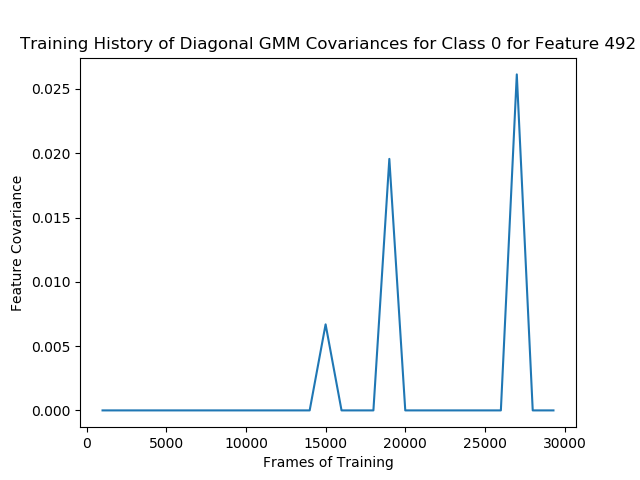 Training History of Diagonal GMM Covariances for Class 0 for Feature 492
0.025
0.020
0.015
0.010
0.005
0.000
Feature Covariance
0 5000 10000 15000 20000 25000 30000
Frames of Training